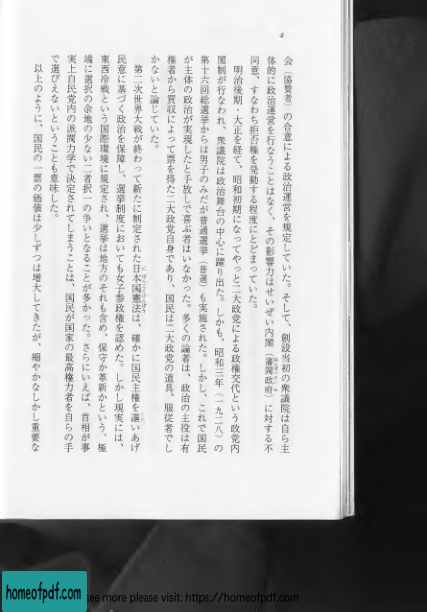 4
会（協賛者）の合意による政治運営を規定していた。そして、創設当初の衆議院は自ら主
体的に政治運営を行なうことはなく、その影響力はせいぜい内閣（藩閥政府）に対する不
同意、すなわち拒否権を発動する程度にとどまっていた。
明治後期・大正を経て、昭和初期になってやっと二大政党による政権交代という政党内
閣制が行なわれ、衆議院は政治舞台の中心に躍り出た。しかも、昭和三年（一九二八）の
第十六回総選挙からは男子のみだが普通選挙（普選）も実施された。しかし、これで国民
が主体の政治が実現したと手放しで喜ぶ者はいなかった。多くの論者は、政治の主役は有
権者から買収によって票を得た二大政党自身であり、国民は二大政党の道具、服従者でし
かないと論じていた。
第二次世界大戦が終わって新たに制定された日本国憲法は、確かに国民主権を謳いあげ
民意に基づく政治を保障し、選挙制度においても女子参政権を認めた。しかし現実には、
東西冷戦という国際環境に規定され、選挙は地方のそれも含め、保守か革新かという、極
端に選択の余地の少ない二者択一の争いとなることが多かった。さらにいえば、首相が事
実上自民党内の派閥力学で決定されてしまうことは、国民が国家の最高権力者を自らの手
で選びえないということも意味した。
以上のように、国民の一票の価値は少しずつは増大してきたが、細やかなしかし重要な
homeofpdf.com
see more please visit: https://homeofpdf.com